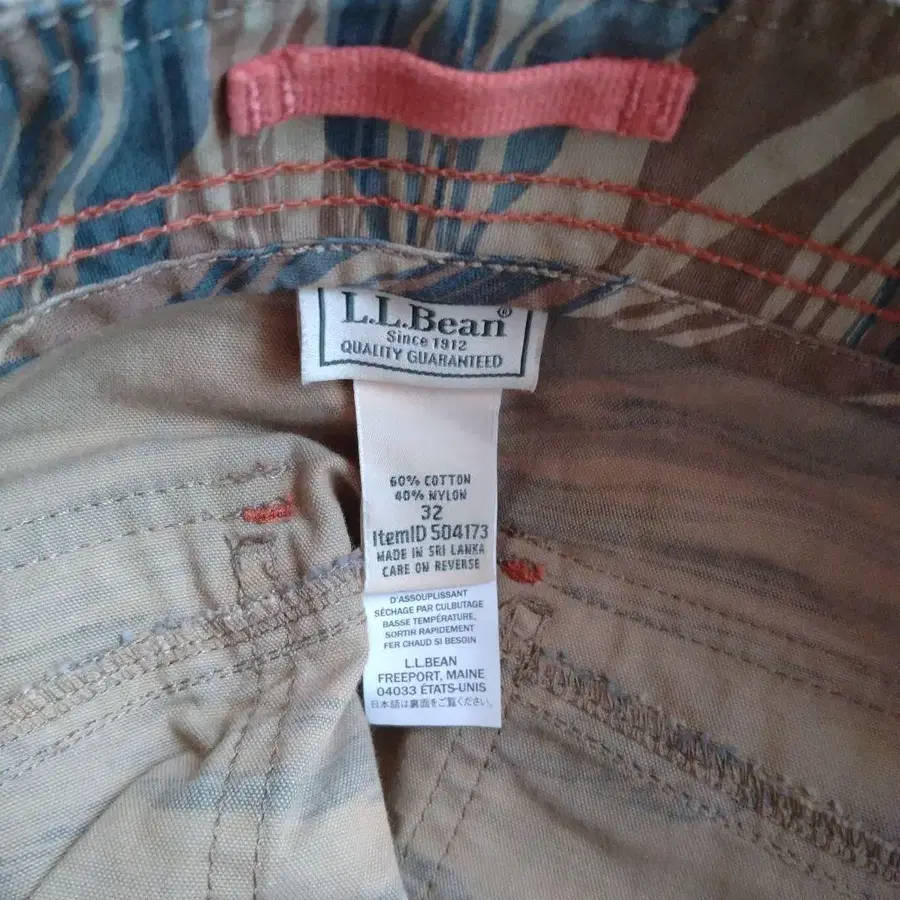 L.L.Bean®
Since 1912
QUALITY GUARANTEED
60% COTTON
40% NYLON
32
ItemID 504173
MADE IN SRI LANKA
CARE ON REVERSE
D'ASSOUPLISSANT
SÉCHAGE PAR CULBUTAGE
BASSE TEMPÉRATURE,
SORTIR RAPIDEMENT
FER CHAUD SI BESOIN
L.L.BEAN
FREEPORT, MAINE
04033 ÉTATS-UNIS
日本語は裏面をご覧ください。